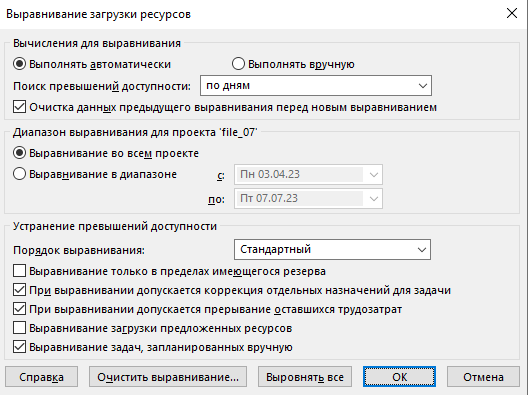 Выравнивание загрузки ресурсов
Вычисления для выравнивания
Выполнять автоматически Выполнять вручную
Поиск превышений доступности: по дням
Очистка данных предыдущего выравнивания перед новым выравниванием
Диапазон выравнивания для проекта 'file_07'
Выравнивание во всем проекте
Выравнивание в диапазоне с: Пн 03.04.23
по: Пт 07.07.23
Устранение превышений доступности
Порядок выравнивания: Стандартный
Выравнивание только в пределах имеющегося резерва
При выравнивании допускается коррекция отдельных назначений для задачи
При выравнивании допускается прерывание оставшихся трудозатрат
Выравнивание загрузки предложенных ресурсов
Выравнивание задач, запланированных вручную
Справка Очистить выравнивание... Выровнять все ОК Отмена